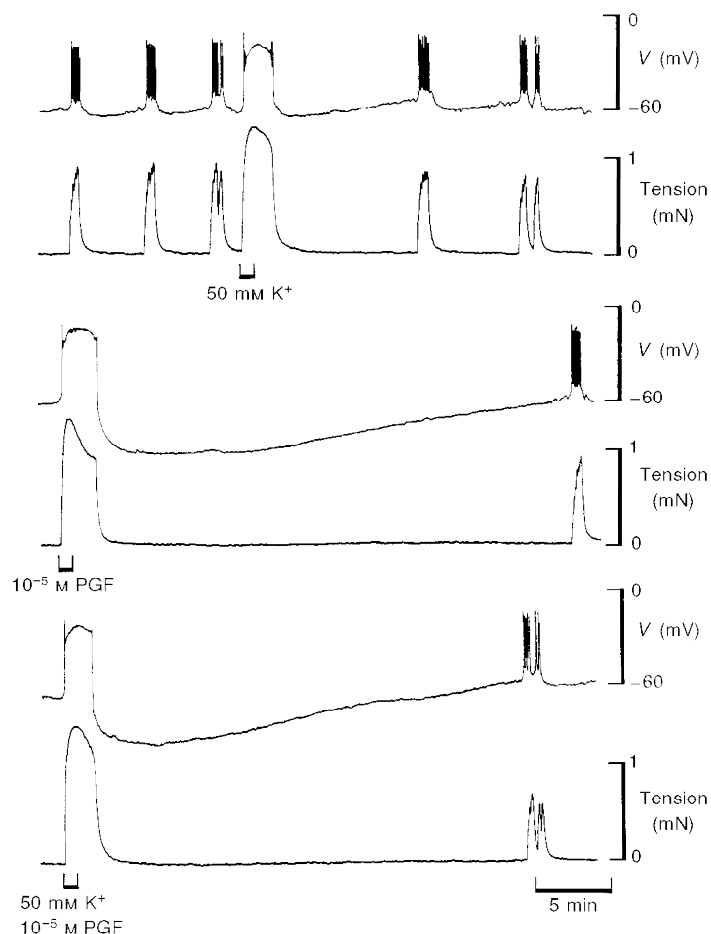 0
V (mV)
−60
1
Tension
(mN)
0
50 mM K⁺
0
V (mV)
−60
1
Tension
(mN)
0
10⁻⁵ M PGF
0
V (mV)
−60
1
Tension
(mN)
0
50 mM K⁺
10⁻⁵ M PGF
5 min